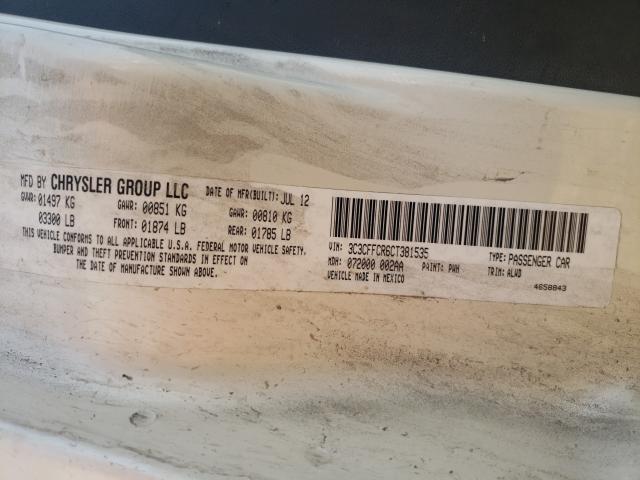 MFD BY CHRYSLER GROUP LLC
DATE OF MFR(BUILT): JUL 12
GVWR: 01497 KG
GAWR: 00851 KG
GAWR: 00810 KG
03300 LB
FRONT: 01874 LB
REAR: 01785 LB
THIS VEHICLE CONFORMS TO ALL APPLICABLE U.S.A. FEDERAL MOTOR VEHICLE SAFETY,
BUMPER AND THEFT PREVENTION STANDARDS IN EFFECT ON
THE DATE OF MANUFACTURE SHOWN ABOVE.
VIN: 3C3CFFCR6CT381535
TYPE: PASSENGER CAR
MDH: 072000 002AA
PAINT: PWH
TRIM: ALWD
VEHICLE MADE IN MEXICO
4658843